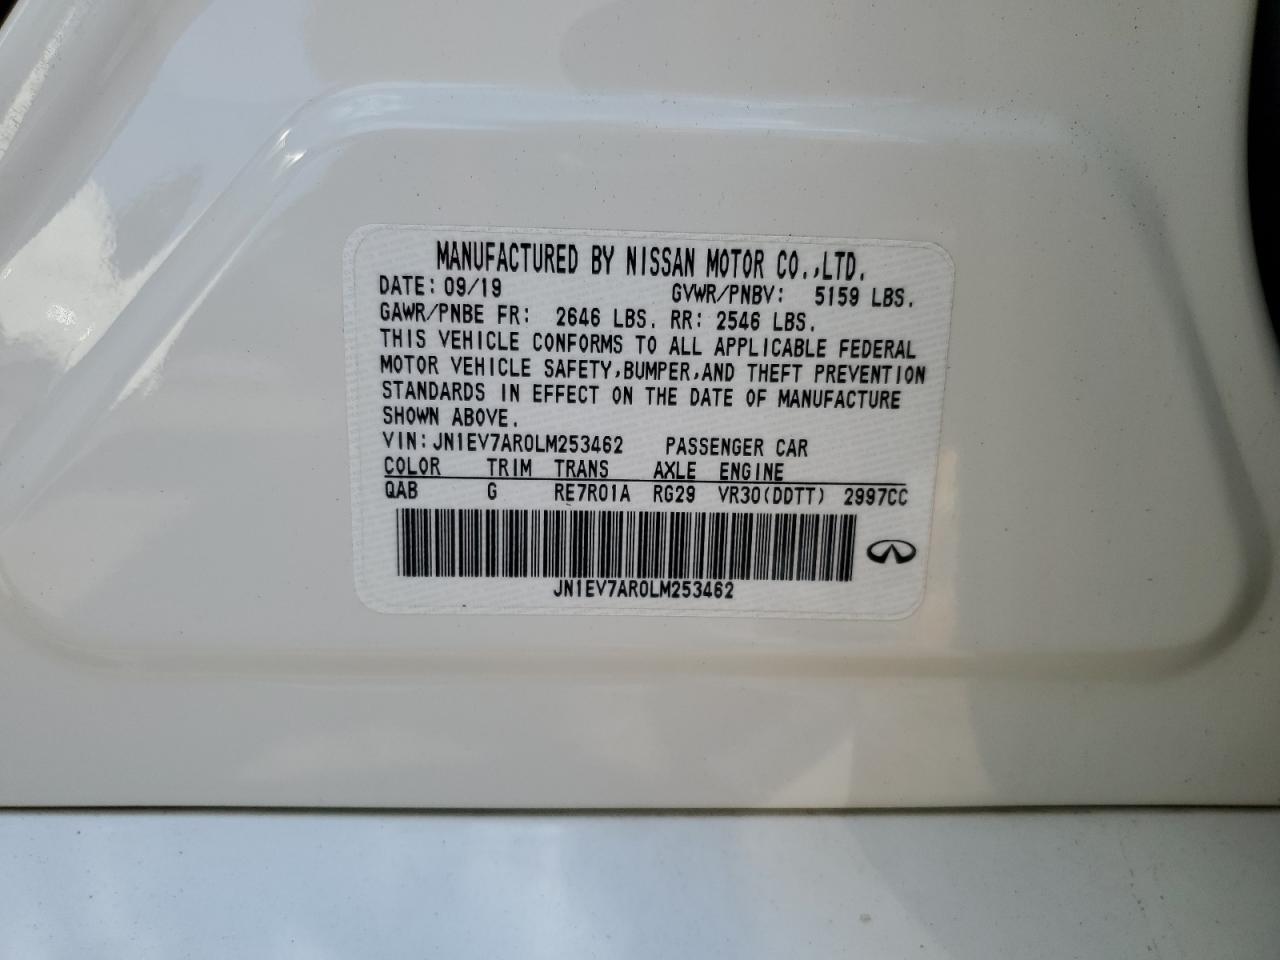 MANUFACTURED BY NISSAN MOTOR CO.,LTD.
DATE: 09/19 GVWR/PNBV: 5159 LBS.
GAWR/PNBE FR: 2646 LBS. RR: 2546 LBS.
THIS VEHICLE CONFORMS TO ALL APPLICABLE FEDERAL
MOTOR VEHICLE SAFETY,BUMPER,AND THEFT PREVENTION
STANDARDS IN EFFECT ON THE DATE OF MANUFACTURE
SHOWN ABOVE.
VIN:JN1EV7AR0LM253462 PASSENGER CAR
COLOR TRIM TRANS AXLE ENGINE
QAB G RE7R01A RG29 VR30(DDTT) 2997CC
JN1EV7AR0LM253462